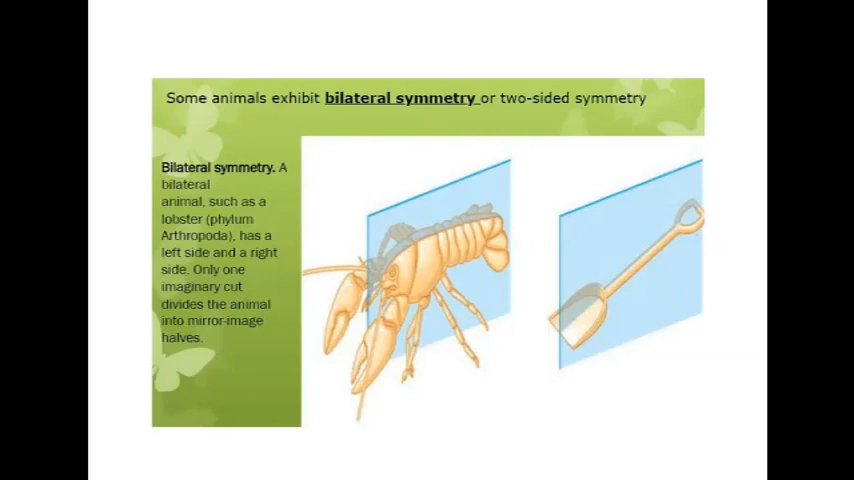 Some animals exhibit bilateral symmetry or two-sided symmetry
Bilateral symmetry. A
bilateral
animal, such as a
lobster (phylum
Arthropoda), has a
left side and a right
side. Only one
imaginary cut
divides the animal
into mirror-image
halves.